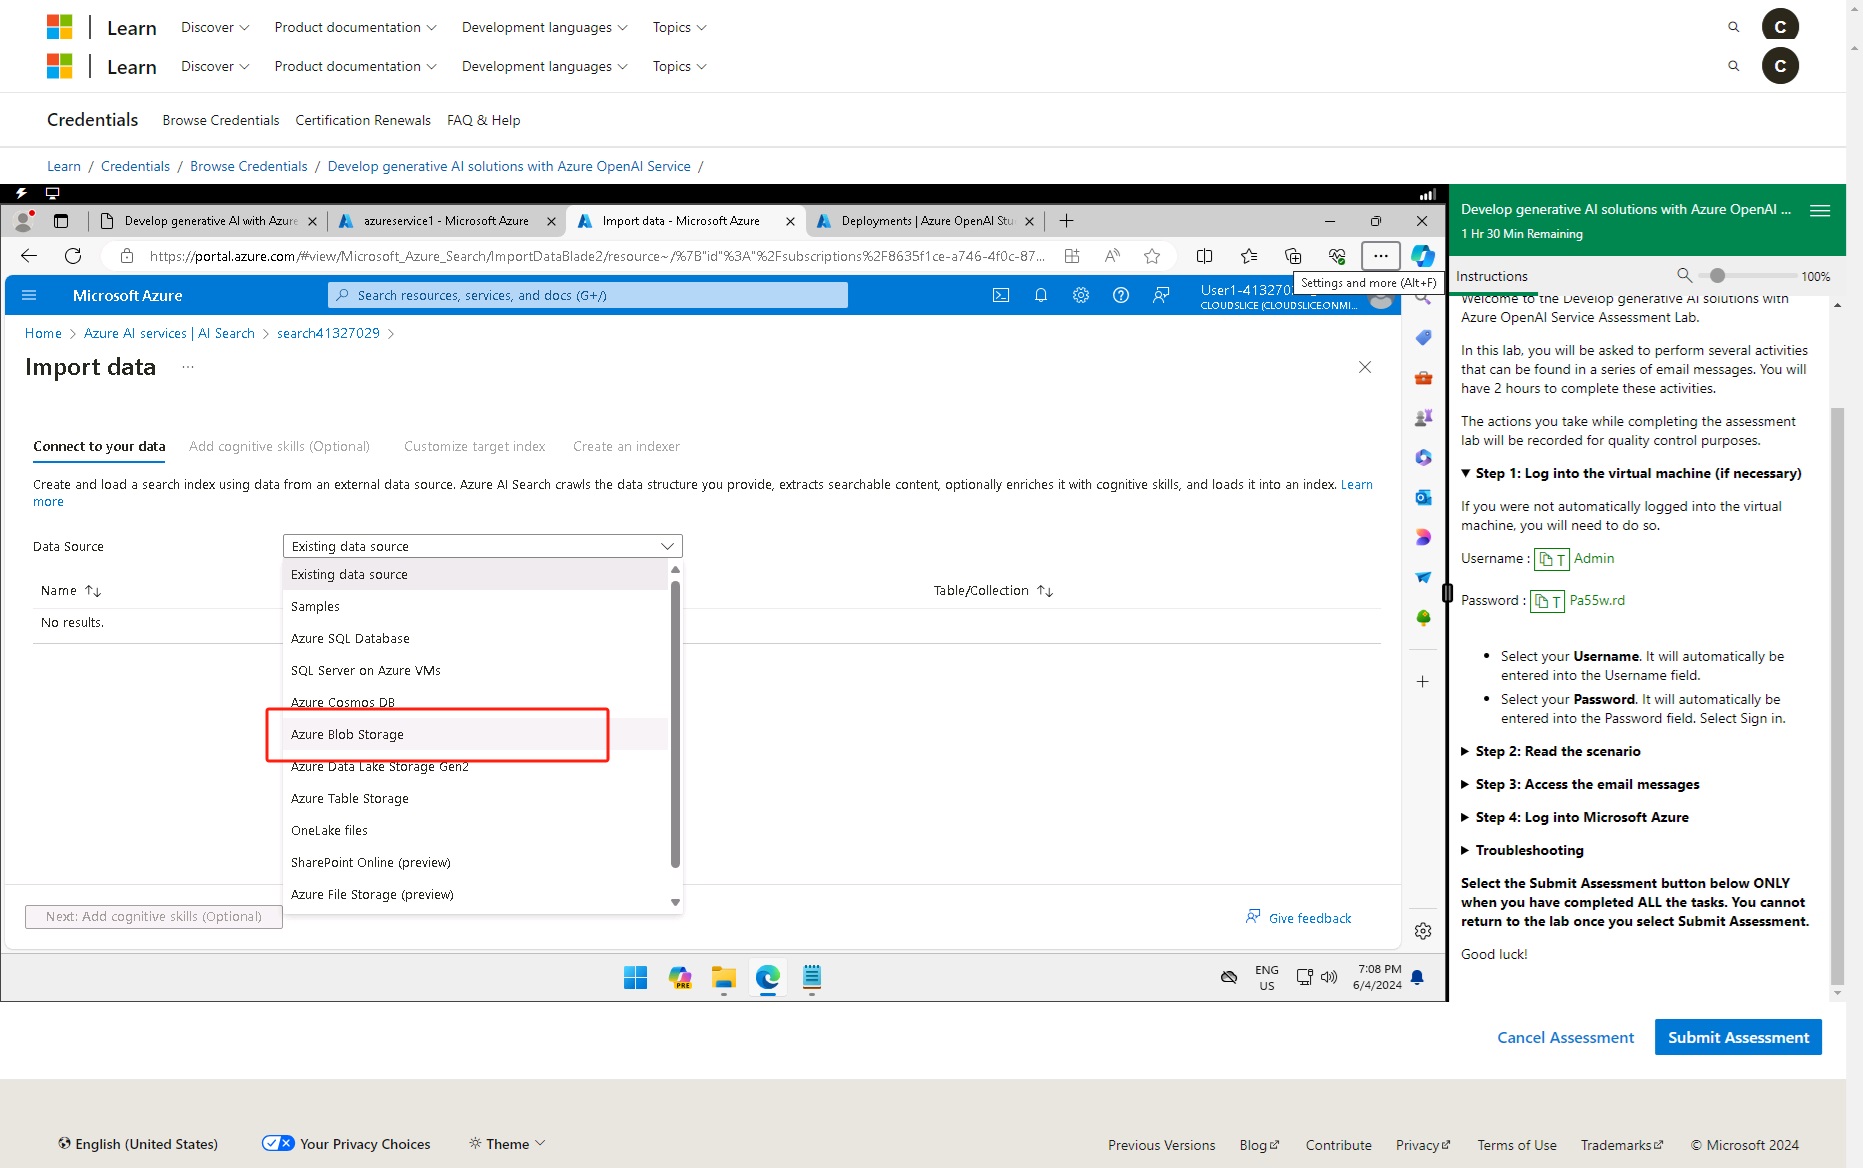 Learn Discover Product documentation Development languages Topics C
Learn Discover Product documentation Development languages Topics C
Credentials Browse Credentials Certification Renewals FAQ & Help
Learn / Credentials / Browse Credentials / Develop generative AI solutions with Azure OpenAI Service /
Develop generative AI with Azure azureservice1 - Microsoft Azure Import data - Microsoft Azure Deployments | Azure OpenAI Stu
https://portal.azure.com/#view/Microsoft_Azure_Search/ImportDataBlade2/resource~/%7B"id"%3A"%2Fsubscriptions%2F8635f1ce-a746-4f0c-87...
Settings and more (Alt+F)
Microsoft Azure Search resources, services, and docs (G+/) User1-4132702
CLOUDSLICE (CLOUDSLICE.ONMI...
Home > Azure AI services | AI Search > search41327029 >
Import data ...
Connect to your data Add cognitive skills (Optional) Customize target index Create an indexer
Create and load a search index using data from an external data source. Azure AI Search crawls the data structure you provide, extracts searchable content, optionally enriches it with cognitive skills, and loads it into an index. Learn
more
Data Source Existing data source
Name Table/Collection
No results.
Existing data source
Samples
Azure SQL Database
SQL Server on Azure VMs
Azure Cosmos DB
Azure Blob Storage
Azure Data Lake Storage Gen2
Azure Table Storage
OneLake files
SharePoint Online (preview)
Azure File Storage (preview)
Next: Add cognitive skills (Optional)
Give feedback
PRE
ENG
US
7:08 PM
6/4/2024
Develop generative AI solutions with Azure OpenAI ...
1 Hr 30 Min Remaining
Instructions 100%
Welcome to the Develop generative AI solutions with
Azure OpenAI Service Assessment Lab.
In this lab, you will be asked to perform several activities
that can be found in a series of email messages. You will
have 2 hours to complete these activities.
The actions you take while completing the assessment
lab will be recorded for quality control purposes.
Step 1: Log into the virtual machine (if necessary)
If you were not automatically logged into the virtual
machine, you will need to do so.
Username : T Admin
Password : T Pa55w.rd
• Select your Username. It will automatically be
entered into the Username field.
• Select your Password. It will automatically be
entered into the Password field. Select Sign in.
Step 2: Read the scenario
Step 3: Access the email messages
Step 4: Log into Microsoft Azure
Troubleshooting
Select the Submit Assessment button below ONLY
when you have completed ALL the tasks. You cannot
return to the lab once you select Submit Assessment.
Good luck!
Cancel Assessment Submit Assessment
English (United States) Your Privacy Choices Theme
Previous Versions Blog Contribute Privacy Terms of Use Trademarks © Microsoft 2024